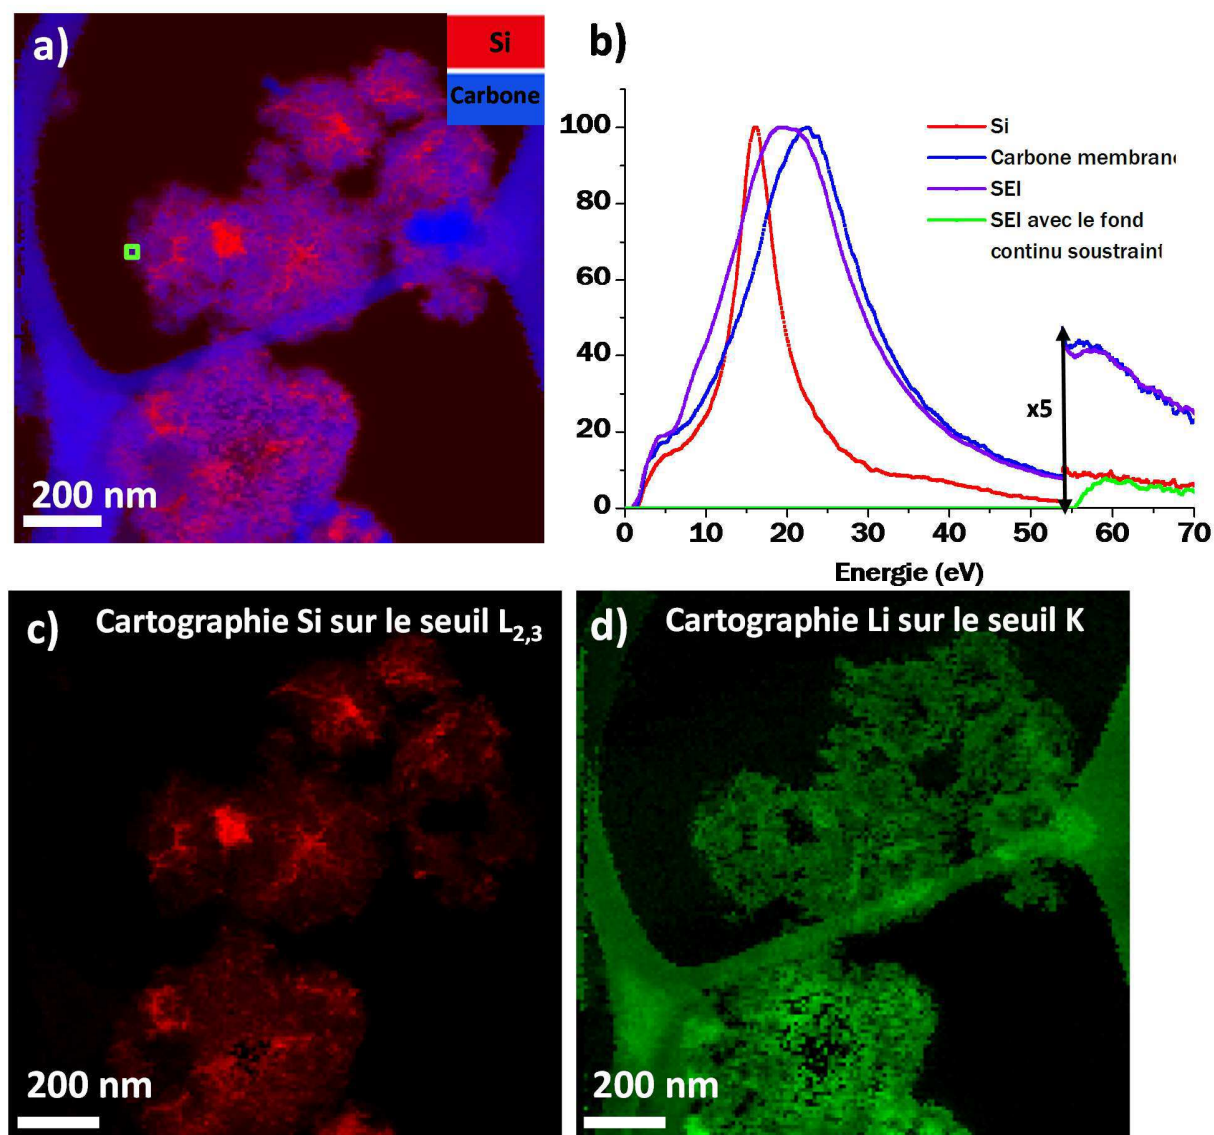 a)
Si
Carbone
200 nm
b)
100
80
60
40
20
0
Si
Carbone membran
SEI
SEI avec le fond
continu soustrait
x5
0 10 20 30 40 50 60 70
Energie (eV)
c) Cartographie Si sur le seuil L2,3
200 nm
d) Cartographie Li sur le seuil K
200 nm